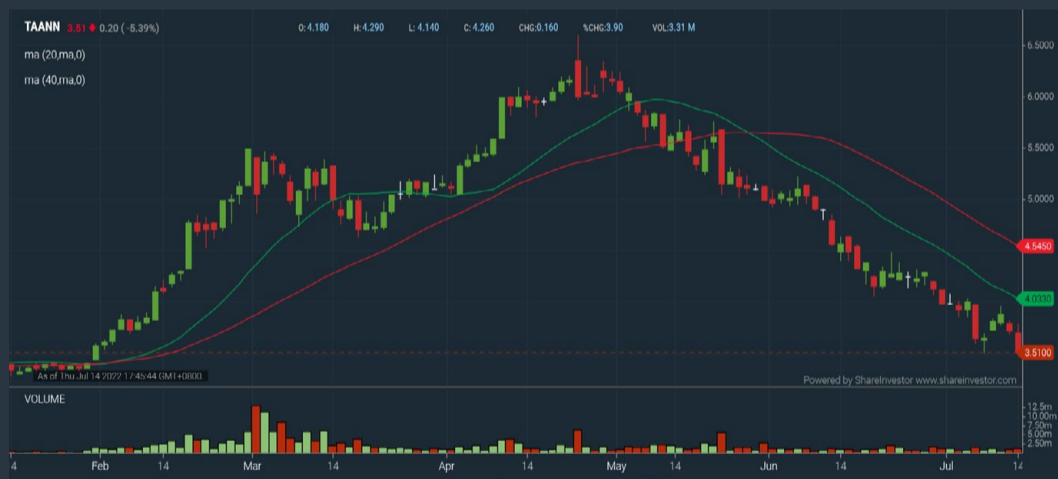 TAANN 3.51 0.20 (-5.39%) O: 4.180 H: 4.290 L: 4.140 C: 4.260 CHG:0.160 %CHG:3.90 VOL:3.31 M
ma (20,ma,0)
ma (40,ma,0)
6.5000
6.0000
5.5000
5.0000
4.5450
4.0330
3.5100
As of Thu Jul 14 2022 17:45:44 GMT+0800
Powered by ShareInvestor www.shareinvestor.com
VOLUME
12.5m
10.00m
7.50m
5.00m
2.50m
4 Feb 14 Mar 14 Apr 14 May 14 Jun 14 Jul 14